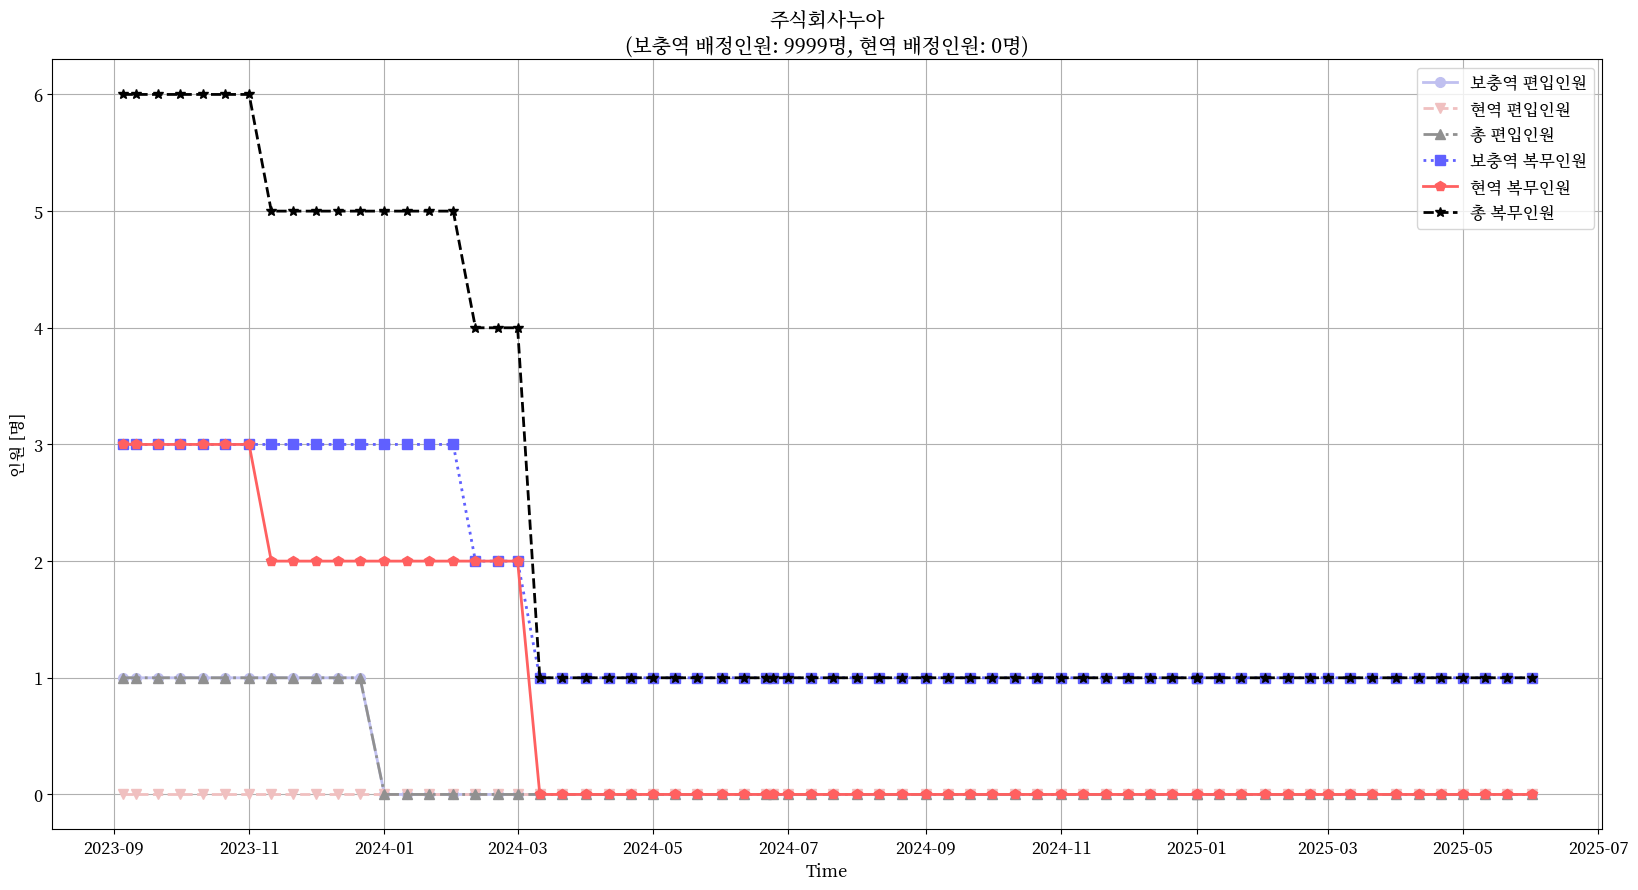 주식회사누아
(보충역 배정인원: 9999명, 현역 배정인원: 0명)
보충역 편입인원
현역 편입인원
총 편입인원
보충역 복무인원
현역 복무인원
총 복무인원
인원 [명]
6
5
4
3
2
1
0
2023-09 2023-11 2024-01 2024-03 2024-05 2024-07 2024-09 2024-11 2025-01 2025-03 2025-05 2025-07
Time